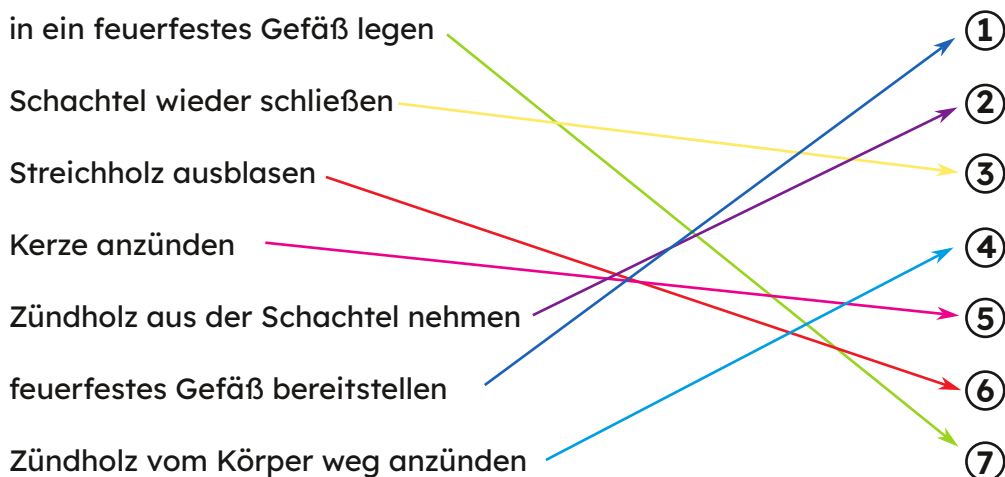 in ein feuerfestes Gefäß legen ①
Schachtel wieder schließen ②
Streichholz ausblasen ③
Kerze anzünden ④
Zündholz aus der Schachtel nehmen ⑤
feuerfestes Gefäß bereitstellen ⑥
Zündholz vom Körper weg anzünden ⑦